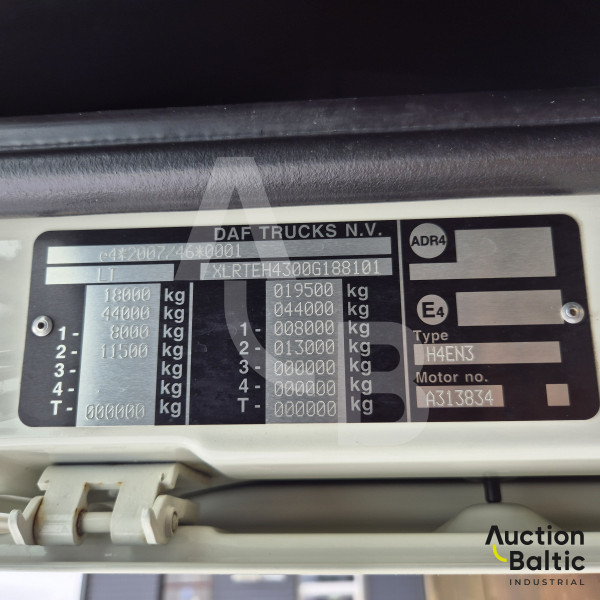 DAF TRUCKS N.V.
e4*2007/46*0001
LT XLRTEH4300G188101
18000 kg 019500 kg
44000 kg 044000 kg
1- 8000 kg 1- 008000 kg
2- 11500 kg 2- 013000 kg
3- kg 3- 000000 kg
4- kg 4- 000000 kg
T- 000000 kg T- 000000 kg
ADR4
E4
Type
H4EN3
Motor no.
A313834
AB
Auction
Baltic
INDUSTRIAL